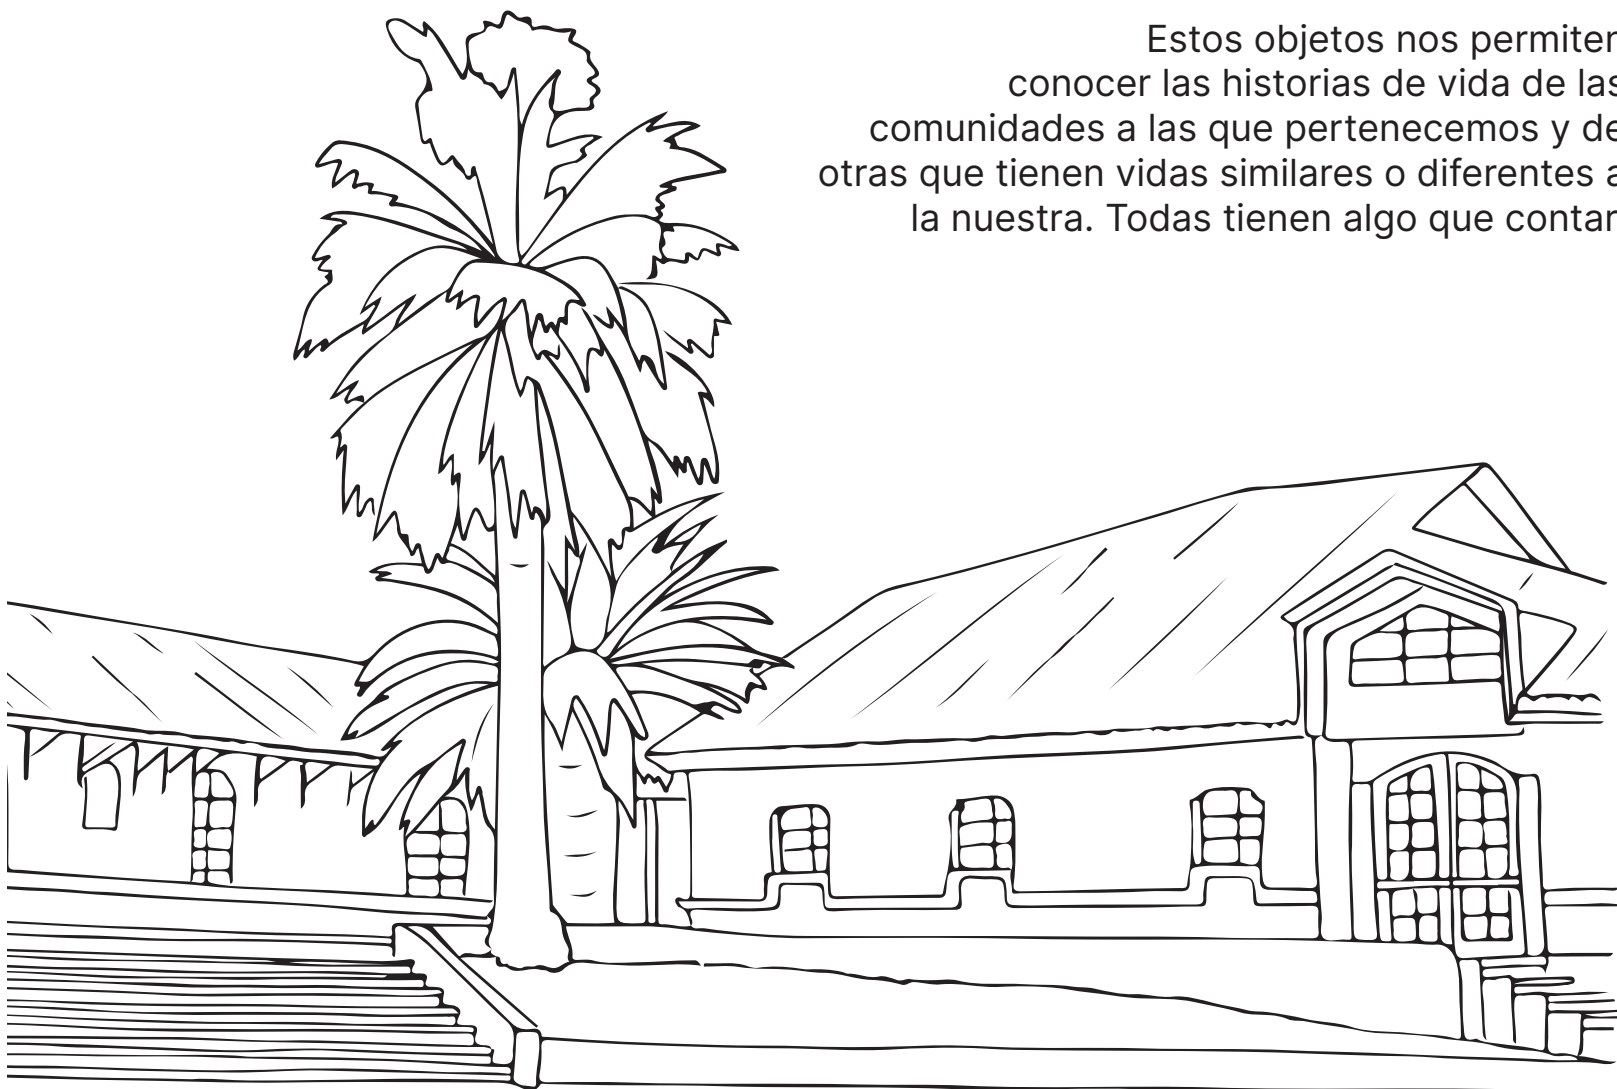 Estos objetos nos permiten
conocer las historias de vida de las
comunidades a las que pertenecemos y de
otras que tienen vidas similares o diferentes a
la nuestra. Todas tienen algo que contar